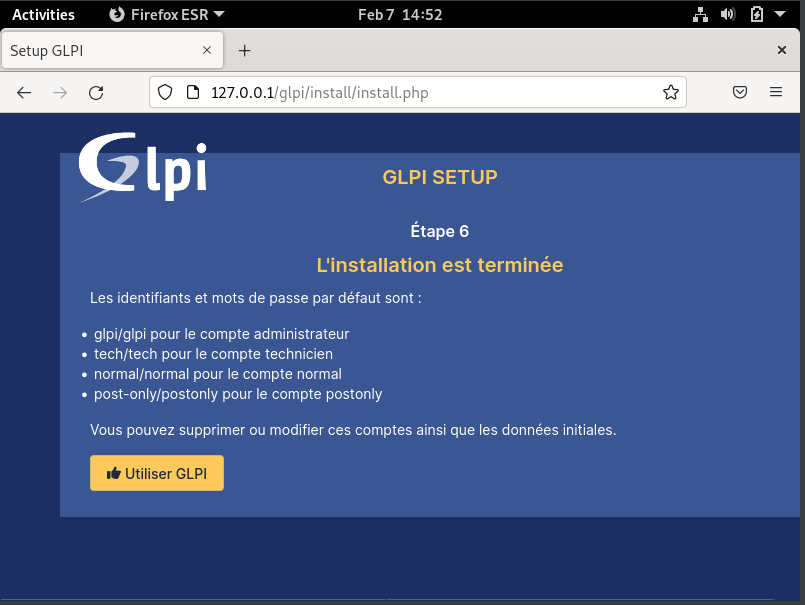 Activities
Firefox ESR
Feb 7 14:52
Setup GLPI
127.0.0.1/glpi/install/install.php
Glpi
GLPI SETUP
Étape 6
L'installation est terminée
Les identifiants et mots de passe par défaut sont :
• glpi/glpi pour le compte administrateur
• tech/tech pour le compte technicien
• normal/normal pour le compte normal
• post-only/postonly pour le compte postonly
Vous pouvez supprimer ou modifier ces comptes ainsi que les données initiales.
Utiliser GLPI